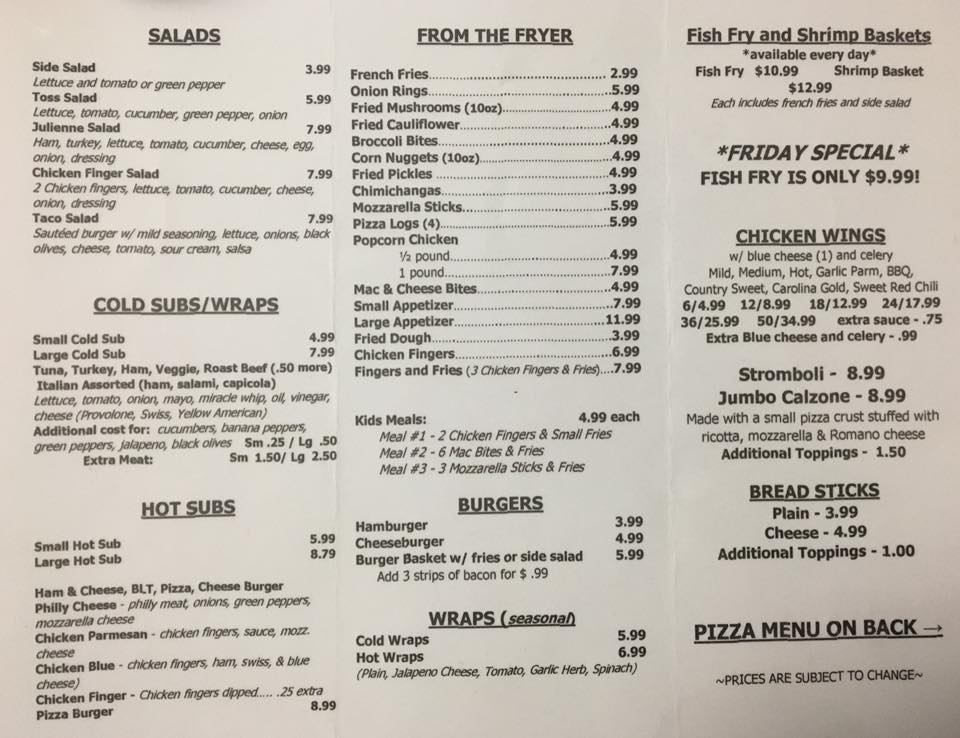 SALADS
Side Salad 3.99
Lettuce and tomato or green pepper
Toss Salad 5.99
Lettuce, tomato, cucumber, green pepper, onion
Julienne Salad 7.99
Ham, turkey, lettuce, tomato, cucumber, cheese, egg,
onion, dressing
Chicken Finger Salad 7.99
2 Chicken fingers, lettuce, tomato, cucumber, cheese,
onion, dressing
Taco Salad 7.99
Sautéed burger w/ mild seasoning, lettuce, onions, black
olives, cheese, tomato, sour cream, salsa
COLD SUBS/WRAPS
Small Cold Sub 4.99
Large Cold Sub 7.99
Tuna, Turkey, Ham, Veggie, Roast Beef (.50 more)
Italian Assorted (ham, salami, capicola)
Lettuce, tomato, onion, mayo, miracle whip, oil, vinegar,
cheese (Provolone, Swiss, Yellow American)
Additional cost for: cucumbers, banana peppers,
green peppers, jalapeno, black olives Sm .25 / Lg .50
Extra Meat: Sm 1.50/ Lg 2.50
HOT SUBS
Small Hot Sub 5.99
Large Hot Sub 8.79
Ham & Cheese, BLT, Pizza, Cheese Burger
Philly Cheese - philly meat, onions, green peppers,
mozzarella cheese
Chicken Parmesan - chicken fingers, sauce, mozz.
cheese
Chicken Blue - chicken fingers, ham, swiss, & blue
cheese)
Chicken Finger - Chicken fingers dipped..... .25 extra
Pizza Burger 8.99
FROM THE FRYER
French Fries 2.99
Onion Rings 5.99
Fried Mushrooms (10oz) 4.99
Fried Cauliflower 4.99
Broccoli Bites 4.99
Corn Nuggets (10oz) 4.99
Fried Pickles 4.99
Chimichangas 3.99
Mozzarella Sticks 5.99
Pizza Logs (4) 5.99
Popcorn Chicken
½ pound 4.99
1 pound 7.99
Mac & Cheese Bites 4.99
Small Appetizer 7.99
Large Appetizer 11.99
Fried Dough 3.99
Chicken Fingers 6.99
Fingers and Fries (3 Chicken Fingers & Fries)....7.99
Kids Meals: 4.99 each
Meal #1 - 2 Chicken Fingers & Small Fries
Meal #2 - 6 Mac Bites & Fries
Meal #3 - 3 Mozzarella Sticks & Fries
BURGERS
Hamburger 3.99
Cheeseburger 4.99
Burger Basket w/ fries or side salad 5.99
Add 3 strips of bacon for $ .99
WRAPS (seasonal)
Cold Wraps 5.99
Hot Wraps 6.99
(Plain, Jalapeno Cheese, Tomato, Garlic Herb, Spinach)
Fish Fry and Shrimp Baskets
*available every day*
Fish Fry $10.99 Shrimp Basket
$12.99
Each includes french fries and side salad
*FRIDAY SPECIAL*
FISH FRY IS ONLY $9.99!
CHICKEN WINGS
w/ blue cheese (1) and celery
Mild, Medium, Hot, Garlic Parm, BBQ,
Country Sweet, Carolina Gold, Sweet Red Chili
6/4.99 12/8.99 18/12.99 24/17.99
36/25.99 50/34.99 extra sauce - .75
Extra Blue cheese and celery - .99
Stromboli - 8.99
Jumbo Calzone - 8.99
Made with a small pizza crust stuffed with
ricotta, mozzarella & Romano cheese
Additional Toppings - 1.50
BREAD STICKS
Plain - 3.99
Cheese - 4.99
Additional Toppings - 1.00
PIZZA MENU ON BACK →
~PRICES ARE SUBJECT TO CHANGE~